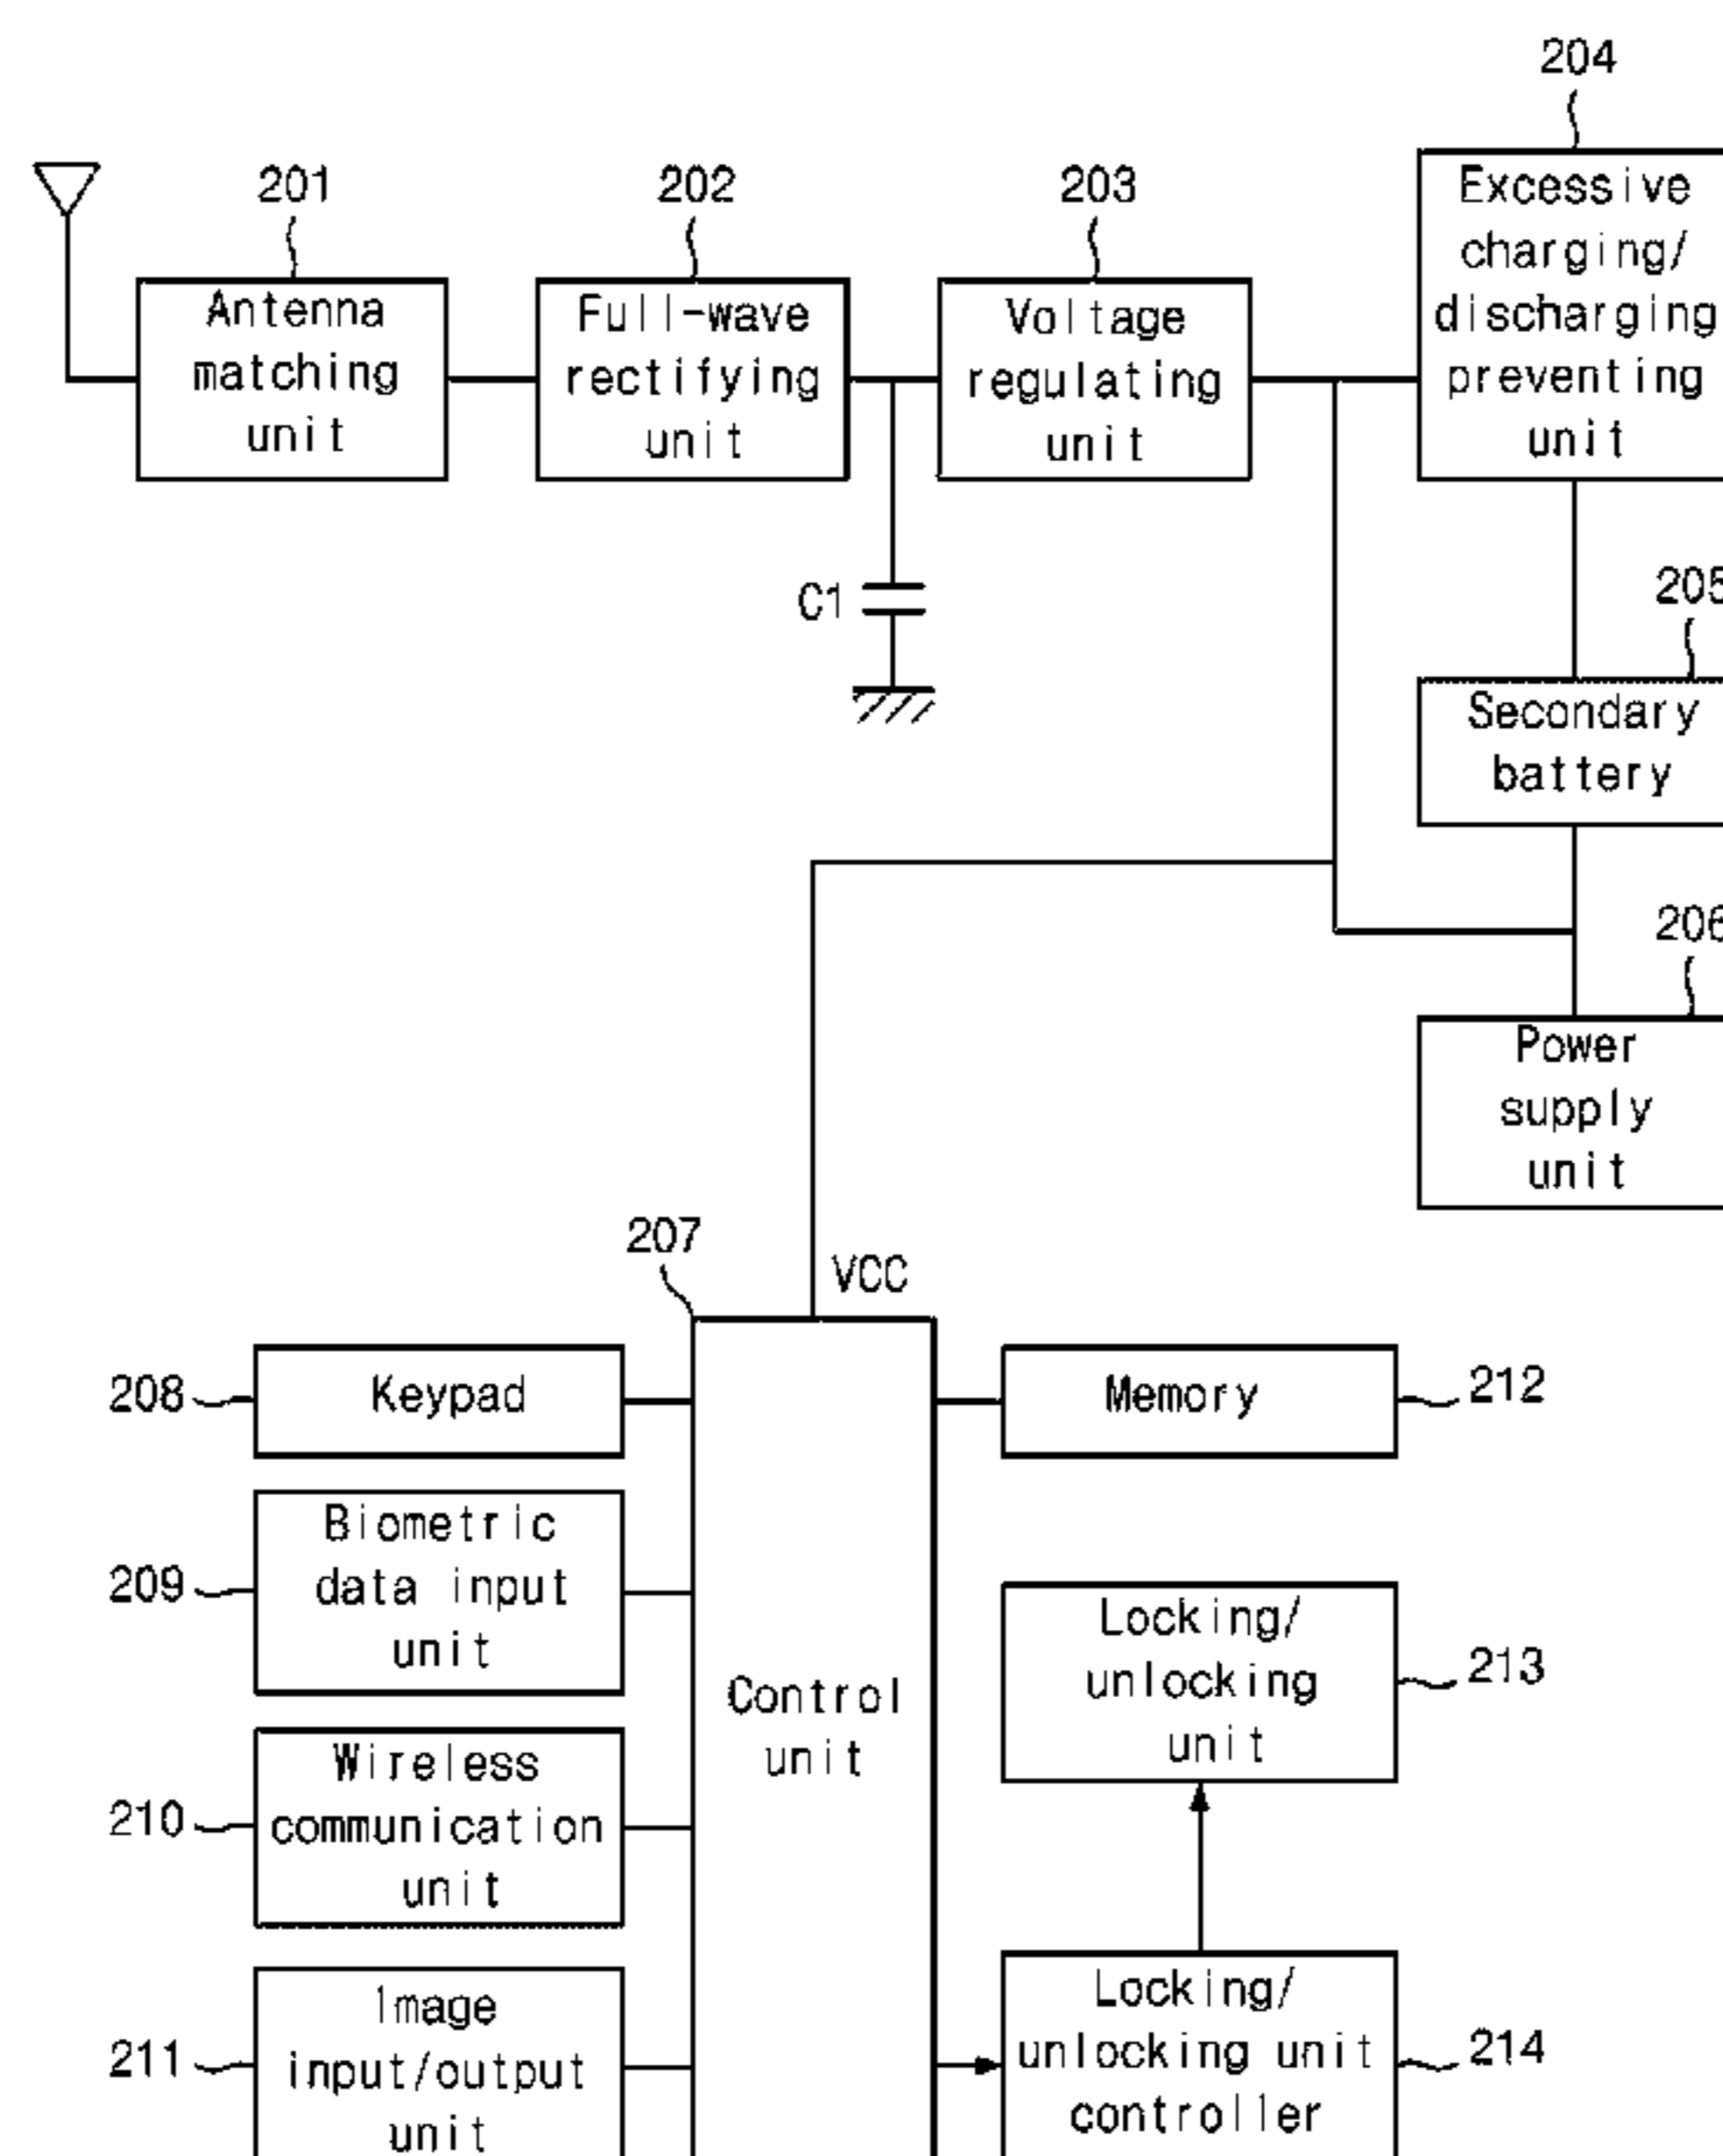 204
201
202
203
Excessive
charging/
discharging
preventing
unit
Antenna
matching
unit
Full-wave
rectifying
unit
Voltage
regulating
unit
C1
205
Secondary
battery
206
Power
supply
unit
207
VCC
208
Keypad
Memory
212
209
Biometric
data input
unit
Control
unit
Locking/
unlocking
unit
213
210
Wireless
communication
unit
211
Image
input/output
unit
Locking/
unlocking unit
controller
214